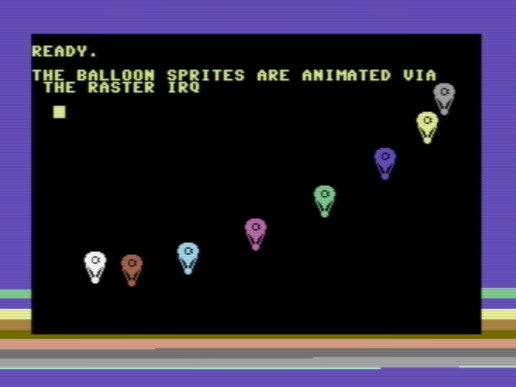 READY.
THE BALLOON SPRITES ARE ANIMATED VIA
THE RASTER IRQ